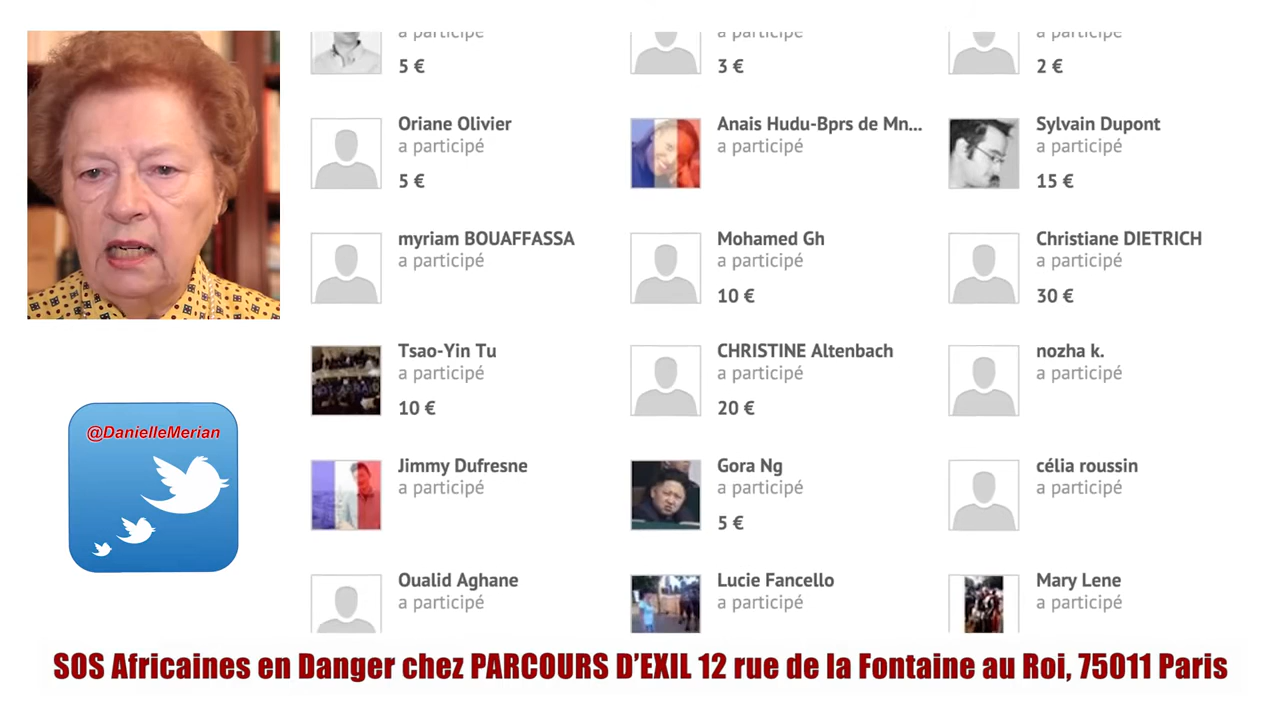 a participé
5 €
a participé
3 €
a participé
2 €
Oriane Olivier
a participé
5 €
Anais Hudu-Bprs de Mn...
a participé
Sylvain Dupont
a participé
15 €
myriam BOUAFFASSA
a participé
Mohamed Gh
a participé
10 €
Christiane DIETRICH
a participé
30 €
Tsao-Yin Tu
a participé
10 €
CHRISTINE Altenbach
a participé
20 €
nozha k.
a participé
@DanielleMerian
Jimmy Dufresne
a participé
Gora Ng
a participé
5 €
célia roussin
a participé
Oualid Aghane
a participé
Lucie Fancello
a participé
Mary Lene
a participé
SOS Africaines en Danger chez PARCOURS D'EXIL 12 rue de la Fontaine au Roi, 75011 Paris